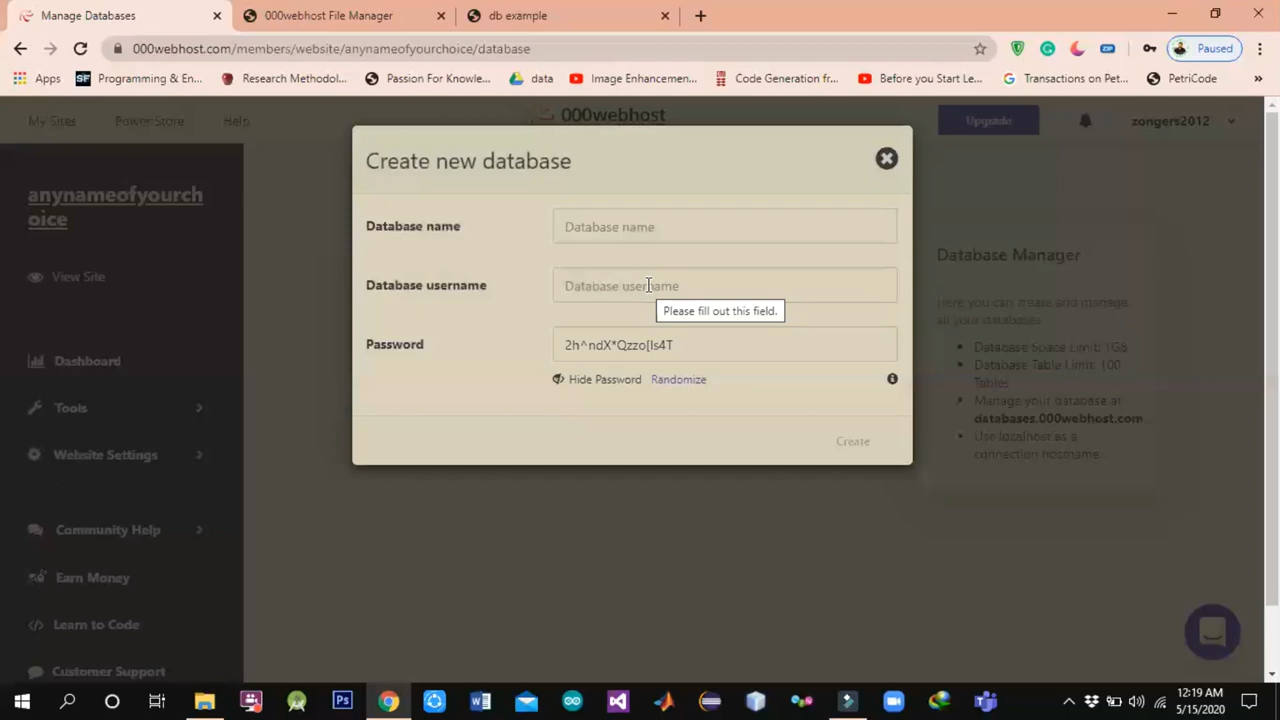 Manage Databases
000webhost File Manager
db example
000webhost.com/members/website/anynameofyourchoice/database
Paused
Apps
Programming & En...
Research Methodol...
Passion For Knowle...
data
Image Enhancemen...
Code Generation fr...
Before you Start Le...
Transactions on Pet...
PetriCode
»
My Sites
Power Store
Help
000webhost
Upgrade
zongers2012
anynameofyourch
oice
View Site
Dashboard
Tools
Website Settings
Community Help
Earn Money
Learn to Code
Customer Support
Create new database
Database name
Database name
Database username
Database username
Please fill out this field.
Password
2h^ndX*Qzzo[Is4T
Hide Password
Randomize
Create
Database Manager
Here you can create and manage
all your databases.
Database Space Limit: 1GB
Database Table Limit: 100
Tables
Manage your database at
databases.000webhost.com
Use localhost as a
connection hostname.
12:19 AM
5/15/2020